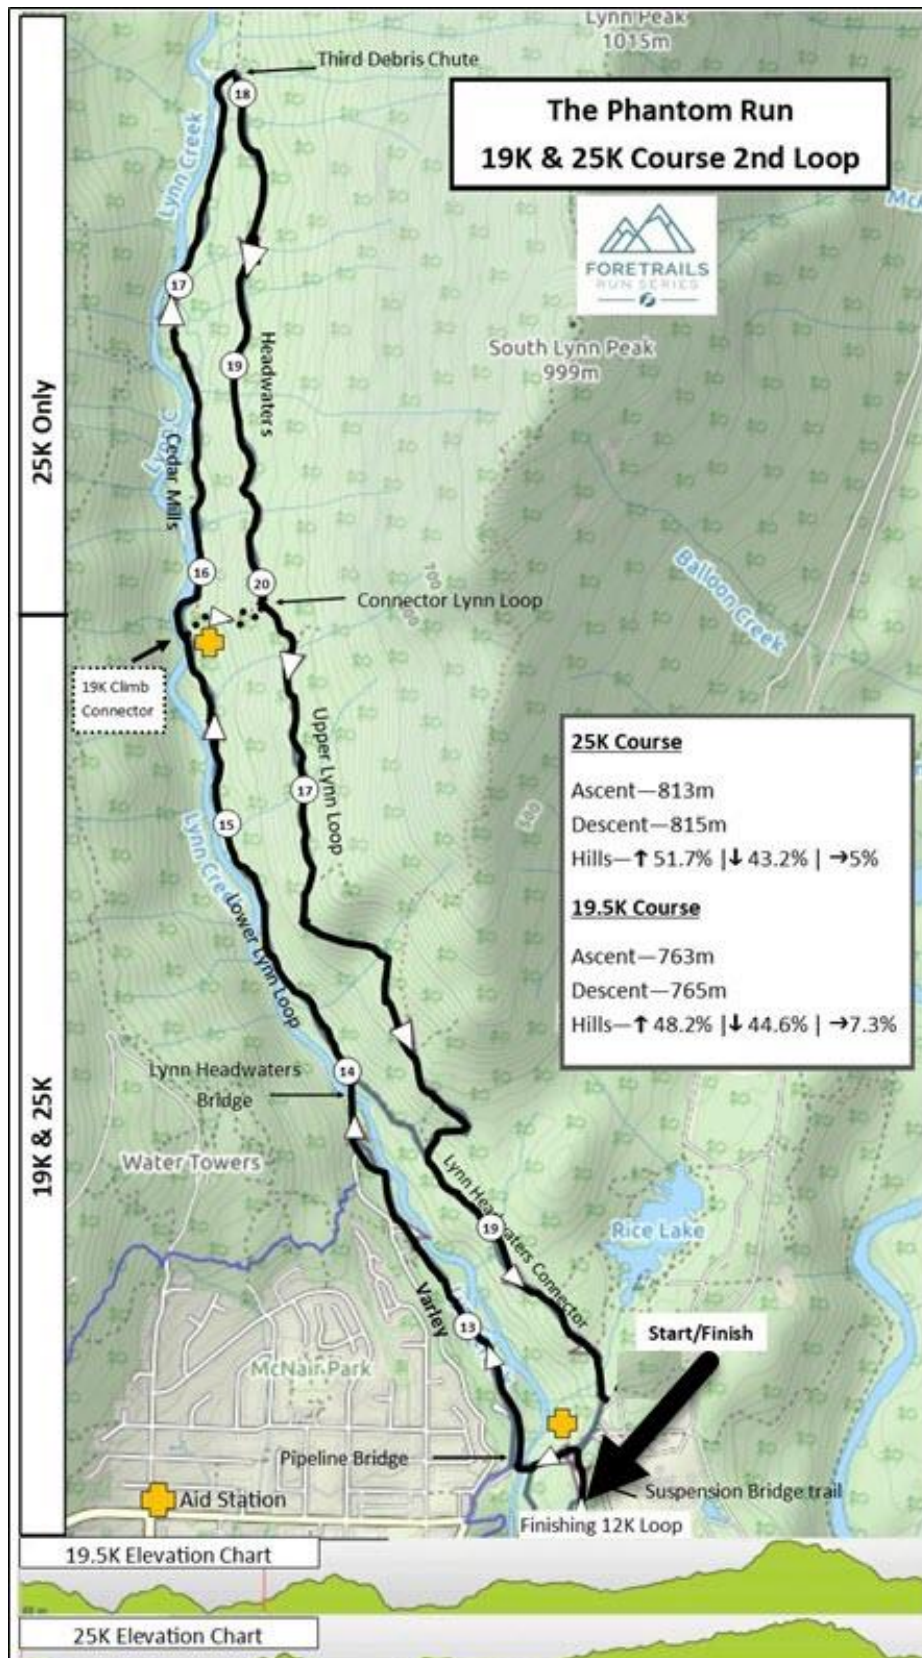 Lynn Peak
1015m
Third Debris Chute
18
The Phantom Run
19K & 25K Course 2nd Loop
Lynn Creek
FORETRAILS
RUN SERIES
17
19
Headwaters
South Lynn Peak
999m
25K Only
Lynn C
Cedar Mills
16
20
Connector Lynn Loop
Balloon Creek
19K Climb
Connector
Upper Lynn Loop
17
15
500
25K Course
Ascent—813m
Descent—815m
Hills—↑ 51.7% |↓ 43.2% | →5%
19.5K Course
Ascent—763m
Descent—765m
Hills—↑ 48.2% |↓ 44.6% | →7.3%
Lynn Creek
Lower Lynn Loop
14
Lynn Headwaters
Bridge
19K & 25K
Water Towers
Lynn Headwaters Connector
19
Rice Lake
Varley
13
Start/Finish
McNair Park
Pipeline Bridge
Suspension Bridge trail
Aid Station
Finishing 12K Loop
19.5K Elevation Chart
25K Elevation Chart